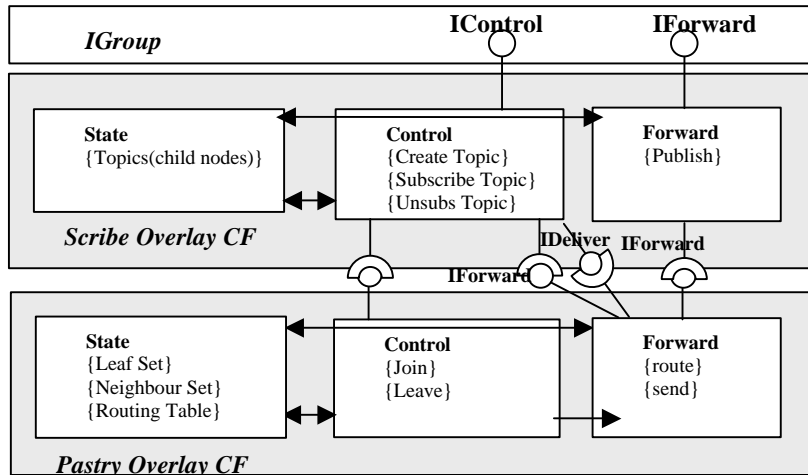 IGroup
IControl
IForward
State
{Topics(child nodes)}
Control
{Create Topic}
{Subscribe Topic}
{Unsubs Topic}
Forward
{Publish}
Scribe Overlay CF
IDeliver
IForward
IForward
State
{Leaf Set}
{Neighbour Set}
{Routing Table}
Control
{Join}
{Leave}
Forward
{route}
{send}
Pastry Overlay CF